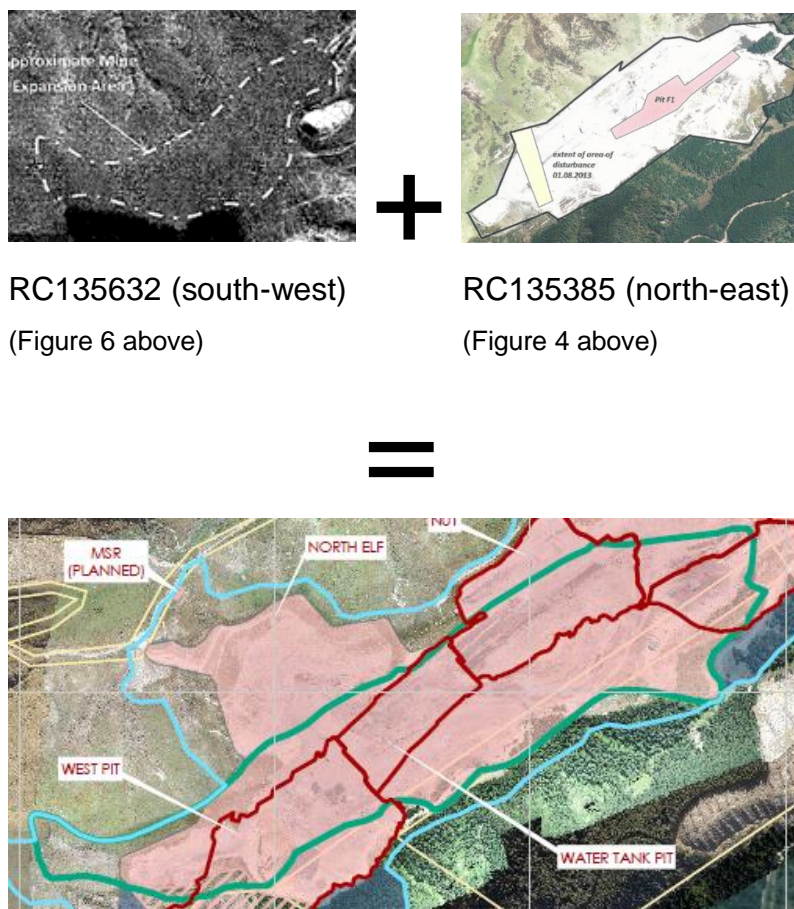 Approximate Mine
Expansion Area
Pit F1
extent of area of
disturbance
01.08.2013
+
RC135632 (south-west)
(Figure 6 above)
RC135385 (north-east)
(Figure 4 above)
=
MSR
(PLANNED)
NORTH ELF
NUT
WEST PIT
WATER TANK PIT